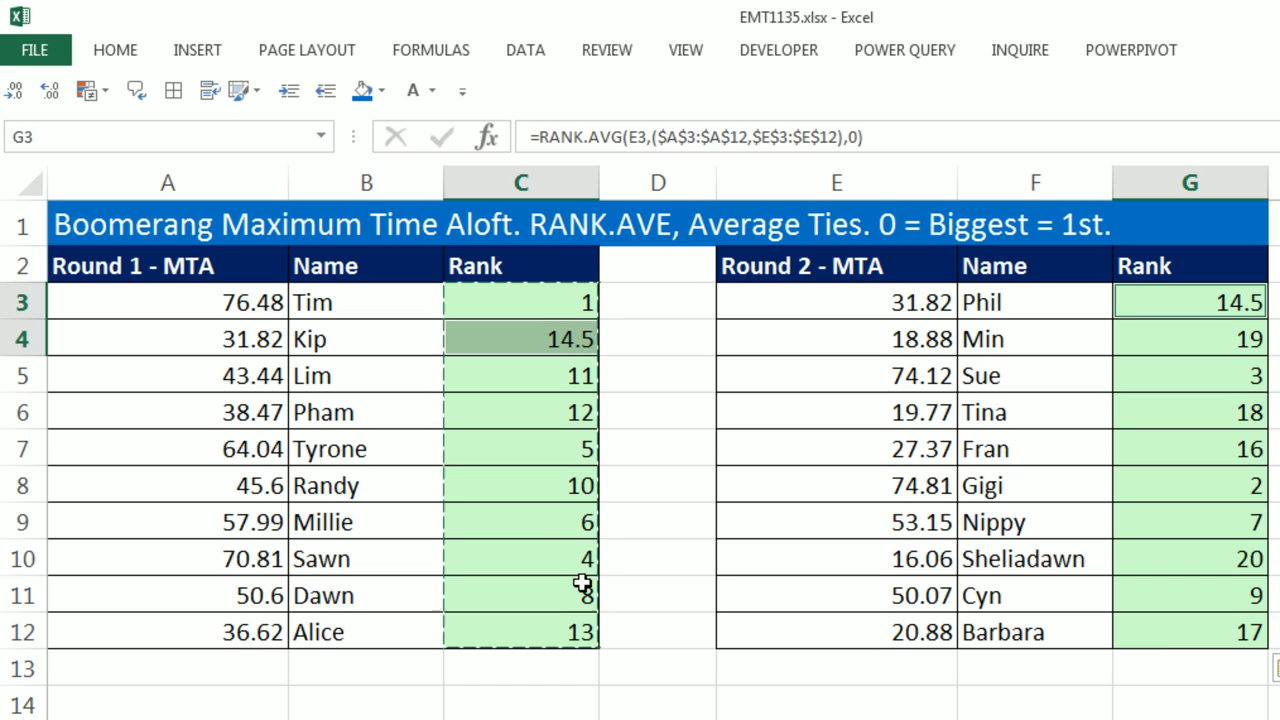 EMT1135.xlsx - Excel
FILE HOME INSERT PAGE LAYOUT FORMULAS DATA REVIEW VIEW DEVELOPER POWER QUERY INQUIRE POWERPIVOT
G3 fx =RANK.AVG(E3,($A$3:$A$12,$E$3:$E$12),0)
A B C D E F G
1 Boomerang Maximum Time Aloft. RANK.AVE, Average Ties. 0 = Biggest = 1st.
2 Round 1 - MTA Name Rank Round 2 - MTA Name Rank
3 76.48 Tim 1 31.82 Phil 14.5
4 31.82 Kip 14.5 18.88 Min 19
5 43.44 Lim 11 74.12 Sue 3
6 38.47 Pham 12 19.77 Tina 18
7 64.04 Tyrone 5 27.37 Fran 16
8 45.6 Randy 10 74.81 Gigi 2
9 57.99 Millie 6 53.15 Nippy 7
10 70.81 Sawn 4 16.06 Sheliadawn 20
11 50.6 Dawn 8 50.07 Cyn 9
12 36.62 Alice 13 20.88 Barbara 17
13
14